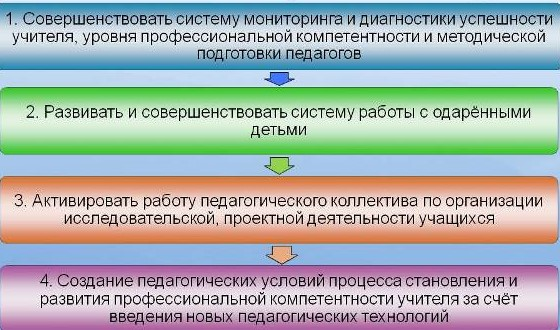 1. Совершенствовать систему мониторинга и диагностики успешности
учителя, уровня профессиональной компетентности и методической
подготовки педагогов
2. Развивать и совершенствовать систему работы с одарёнными
детьми
3. Активировать работу педагогического коллектива по организации
исследовательской, проектной деятельности учащихся
4. Создание педагогических условий процесса становления и
развития профессиональной компетентности учителя за счёт
введения новых педагогических технологий